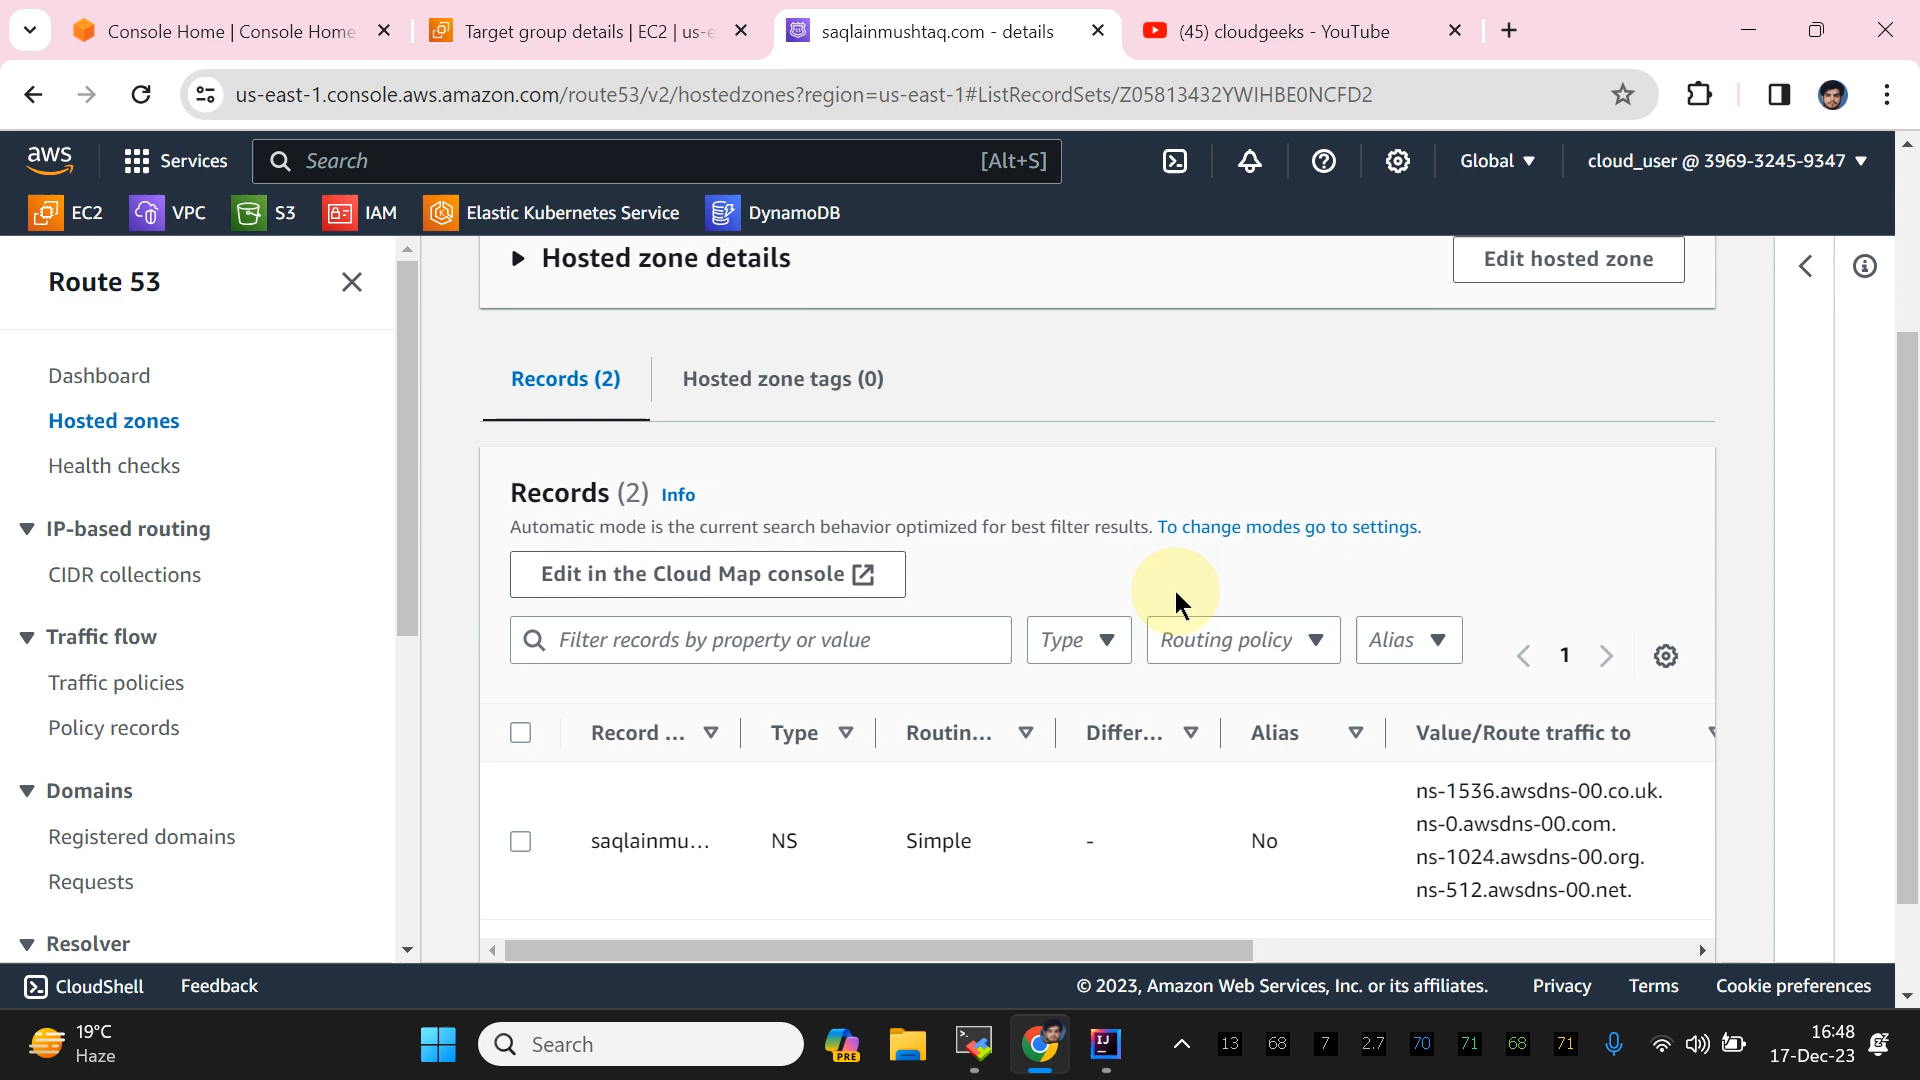 Console Home | Console Home
Target group details | EC2 | us-e
saqlainmushtaq.com - details
(45) cloudgeeks - YouTube
us-east-1.console.aws.amazon.com/route53/v2/hostedzones?region=us-east-1#ListRecordSets/Z05813432YWIHBE0NCFD2
aws
Services
Search
[Alt+S]
Global
cloud_user @ 3969-3245-9347
EC2
VPC
S3
IAM
Elastic Kubernetes Service
DynamoDB
Route 53
Dashboard
Hosted zones
Health checks
IP-based routing
CIDR collections
Traffic flow
Traffic policies
Policy records
Domains
Registered domains
Requests
Resolver
Hosted zone details
Edit hosted zone
Records (2)
Hosted zone tags (0)
Records (2) Info
Automatic mode is the current search behavior optimized for best filter results. To change modes go to settings.
Edit in the Cloud Map console
Filter records by property or value
Type
Routing policy
Alias
1
Record ...
Type
Routin...
Differ...
Alias
Value/Route traffic to
saqlainmu...
NS
Simple
-
No
ns-1536.awsdns-00.co.uk.
ns-0.awsdns-00.com.
ns-1024.awsdns-00.org.
ns-512.awsdns-00.net.
CloudShell
Feedback
© 2023, Amazon Web Services, Inc. or its affiliates.
Privacy
Terms
Cookie preferences
19°C
Haze
Search
PRE
IJ
13
68
7
2.7
70
71
68
71
16:48
17-Dec-23